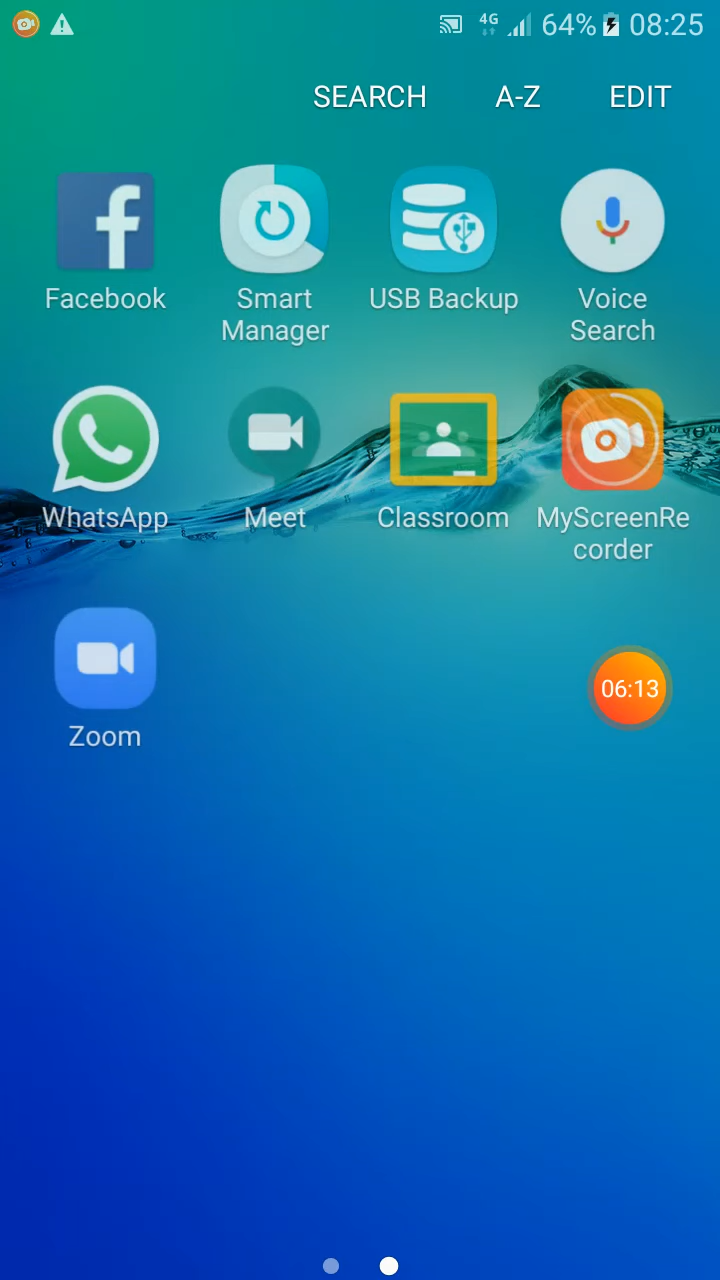 4G 64% 08:25
SEARCH A-Z EDIT
Facebook
Smart
Manager
USB Backup
Voice
Search
WhatsApp
Meet
Classroom
MyScreenRe
corder
Zoom
06:13